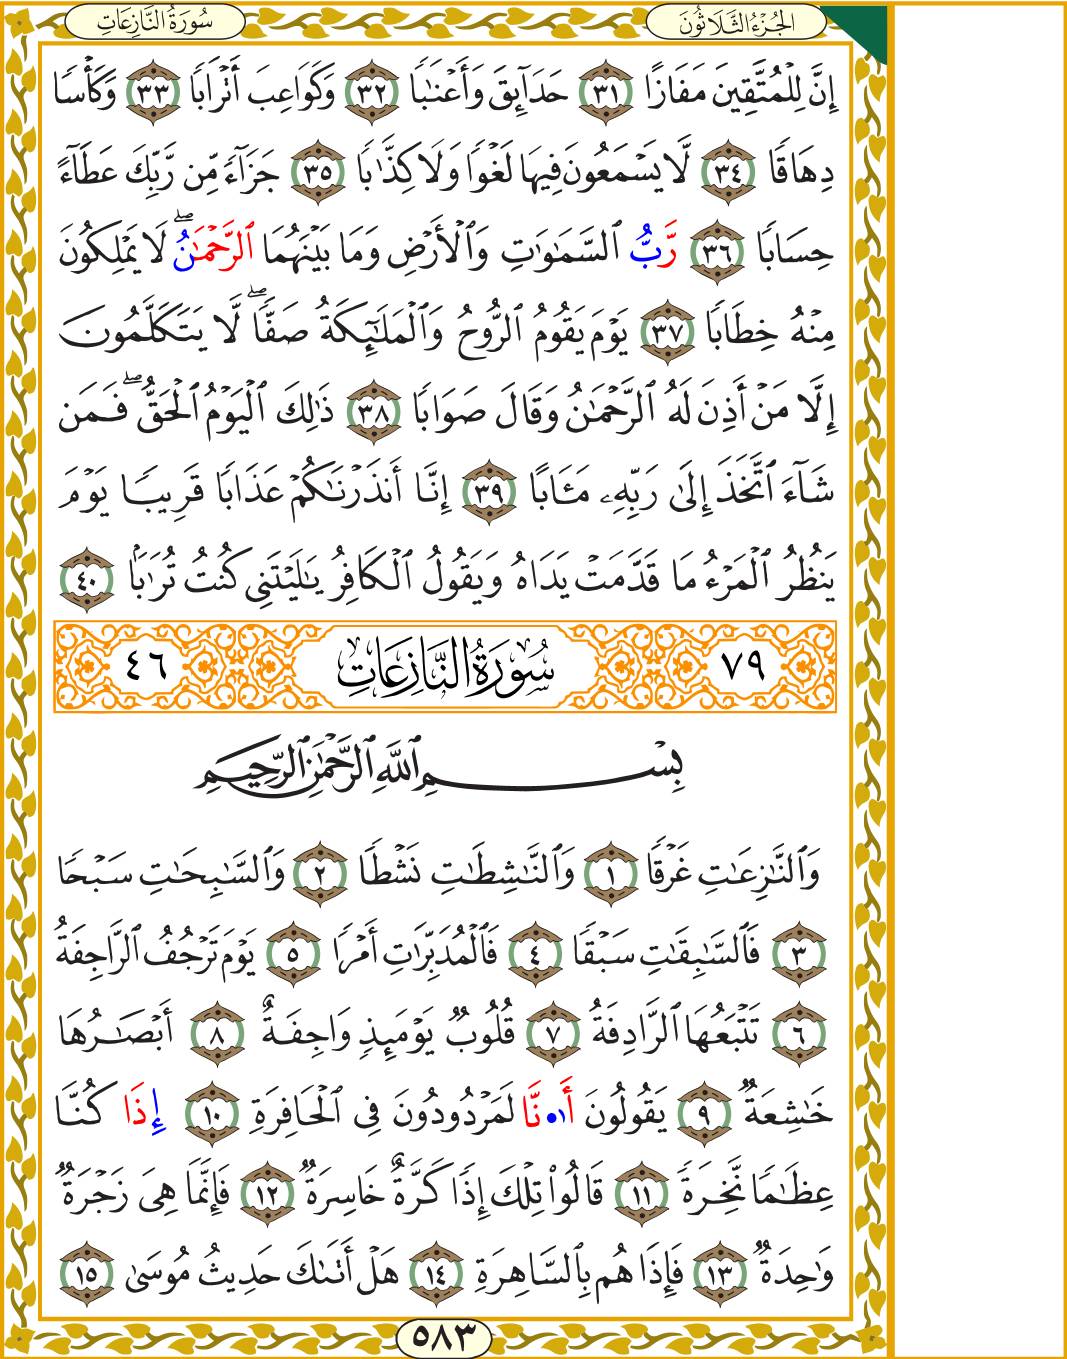 الجُزْءُ الثَّلَاثُونَ
سُورَةُ النَّازِعَاتِ
إِنَّ لِلْمُتَّقِينَ مَفَازًا ٣١ حَدَآئِقَ وَأَعْنَٰبًا ٣٢ وَكَوَاعِبَ أَتْرَابًا ٣٣ وَكَأْسًا
دِهَاقًا ٣٤ لَّا يَسْمَعُونَ فِيهَا لَغْوًا وَلَا كِذَّٰبًا ٣٥ جَزَآءً مِّن رَّبِّكَ عَطَآءً
حِسَابًا ٣٦ رَّبُّ السَّمَٰوَٰتِ وَٱلْأَرْضِ وَمَا بَيْنَهُمَا ٱلرَّحْمَٰنُۖ لَا يَمْلِكُونَ
مِنْهُ خِطَابًا ٣٧ يَوْمَ يَقُومُ ٱلرُّوحُ وَٱلْمَلَٰٓئِكَةُ صَفًّاۖ لَّا يَتَكَلَّمُونَ
إِلَّا مَنْ أَذِنَ لَهُ ٱلرَّحْمَٰنُ وَقَالَ صَوَابًا ٣٨ ذَٰلِكَ ٱلْيَوْمُ ٱلْحَقُّۖ فَمَن
شَآءَ ٱتَّخَذَ إِلَىٰ رَبِّهِۦ مَـَٔابًا ٣٩ إِنَّآ أَنذَرْنَٰكُمْ عَذَابًا قَرِيبًا يَوْمَ
يَنظُرُ ٱلْمَرْءُ مَا قَدَّمَتْ يَدَاهُ وَيَقُولُ ٱلْكَافِرُ يَٰلَيْتَنِى كُنتُ تُرَٰبًۢا ٤٠
٧٩ سُورَةُ النَّازِعَاتِ ٤٦
بِسْمِ ٱللَّهِ ٱلرَّحْمَٰنِ ٱلرَّحِيمِ
وَٱلنَّٰزِعَٰتِ غَرْقًا ١ وَٱلنَّٰشِطَٰتِ نَشْطًا ٢ وَٱلسَّٰبِحَٰتِ سَبْحًا
٣ فَٱلسَّٰبِقَٰتِ سَبْقًا ٤ فَٱلْمُدَبِّرَٰتِ أَمْرًا ٥ يَوْمَ تَرْجُفُ ٱلرَّاجِفَةُ
٦ تَتْبَعُهَا ٱلرَّادِفَةُ ٧ قُلُوبٌ يَوْمَئِذٍ وَاجِفَةٌ ٨ أَبْصَٰرُهَا
خَٰشِعَةٌ ٩ يَقُولُونَ أَ۬ىنَّا لَمَرْدُودُونَ فِى ٱلْحَافِرَةِ ١٠ إِذَا كُنَّا
عِظَٰمًا نَّخِرَةً ١١ قَالُوا۟ تِلْكَ إِذًا كَرَّةٌ خَاسِرَةٌ ١٢ فَإِنَّمَا هِىَ زَجْرَةٌ
وَٰحِدَةٌ ١٣ فَإِذَا هُم بِٱلسَّاهِرَةِ ١٤ هَلْ أَتَىٰكَ حَدِيثُ مُوسَىٰ ١٥
٥٨٣